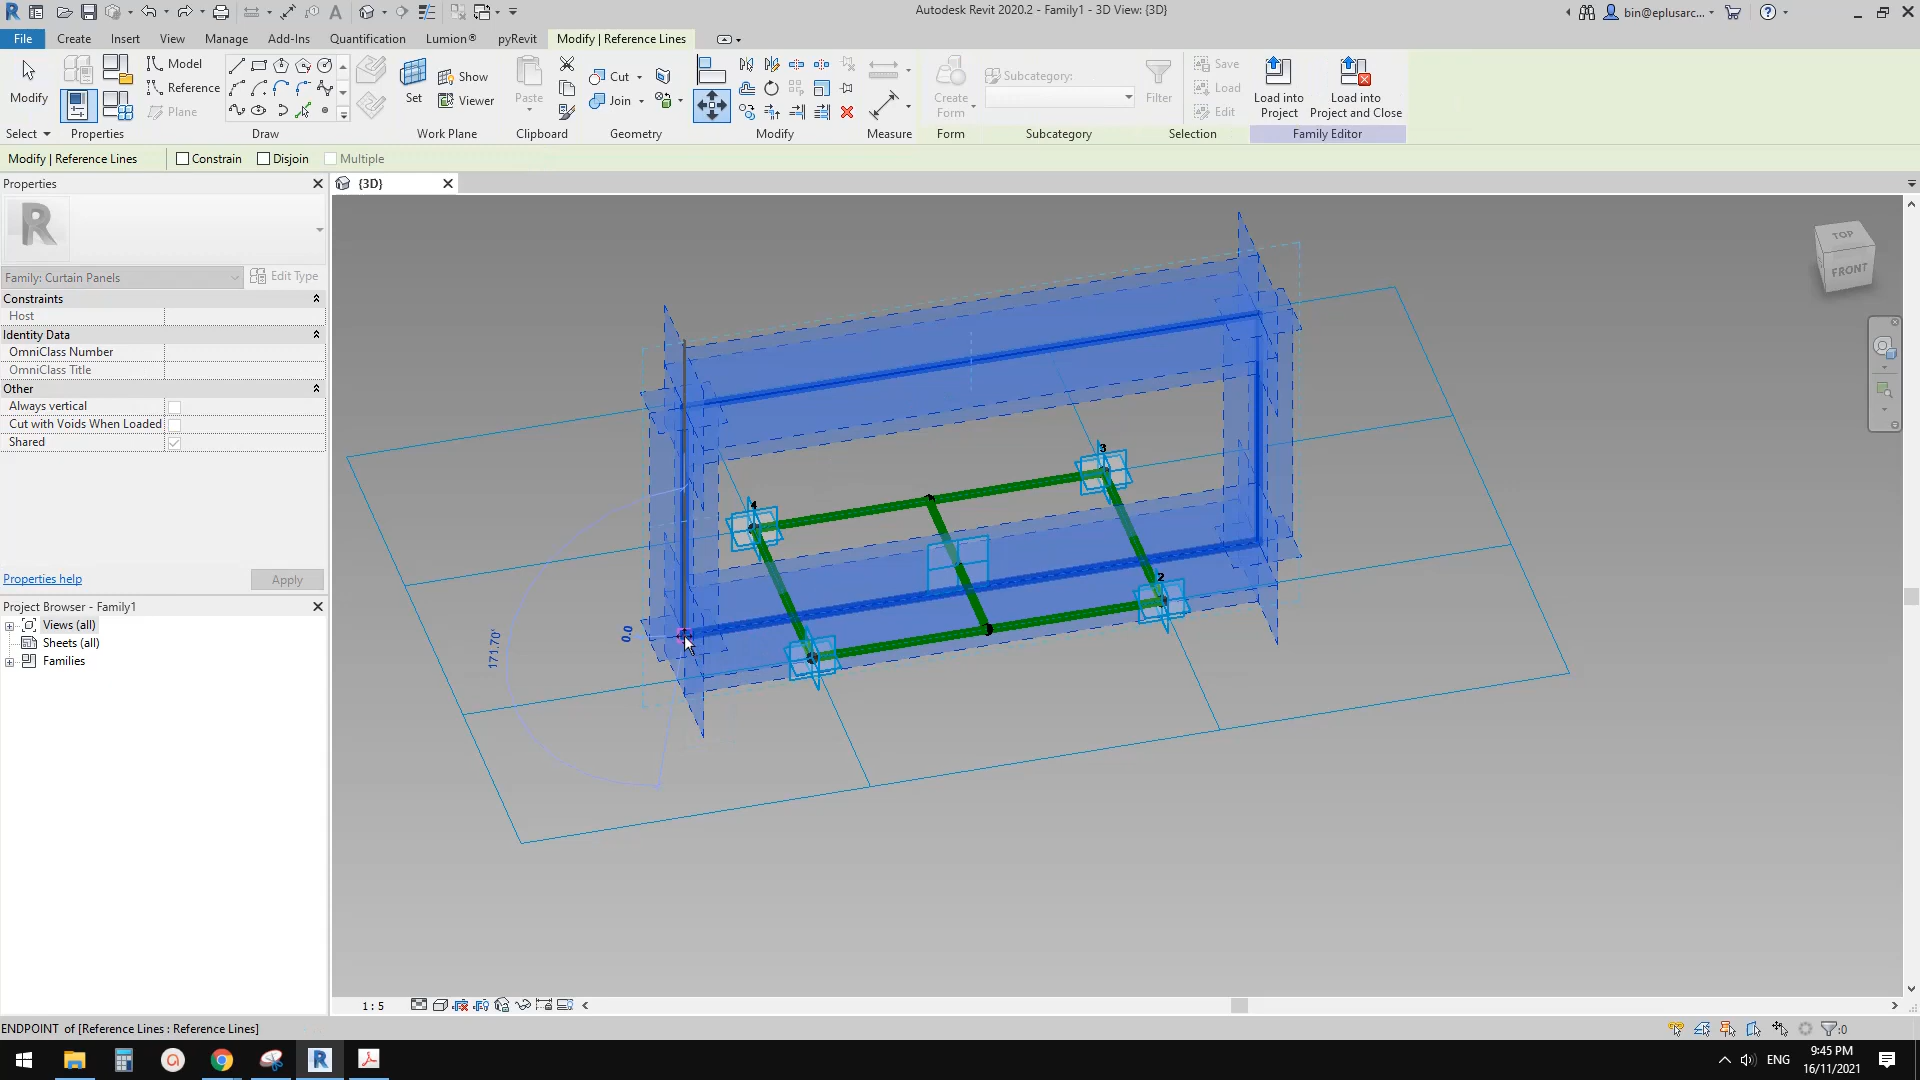 Autodesk Revit 2020.2 - Family1 - 3D View: {3D}
bin@eplusarc...
File Create Insert View Manage Add-Ins Quantification Lumion® pyRevit Modify | Reference Lines
Modify
Model
Reference
Plane
Set
Show
Viewer
Paste
Cut
Join
Create
Form
Subcategory:
Filter
Save
Load
Edit
Load into
Project
Load into
Project and Close
Select Properties Draw Work Plane Clipboard Geometry Modify Measure Form Subcategory Selection Family Editor
Modify | Reference Lines Constrain Disjoin Multiple
Properties
{3D}
R
Family: Curtain Panels Edit Type
Constraints
Host
Identity Data
OmniClass Number
OmniClass Title
Other
Always vertical
Cut with Voids When Loaded
Shared
Properties help Apply
Project Browser - Family1
Views (all)
Sheets (all)
Families
TOP
FRONT
3
4
2
0.0
171.70°
1 : 5
ENDPOINT of [Reference Lines : Reference Lines]
:0
ENG
9:45 PM
16/11/2021